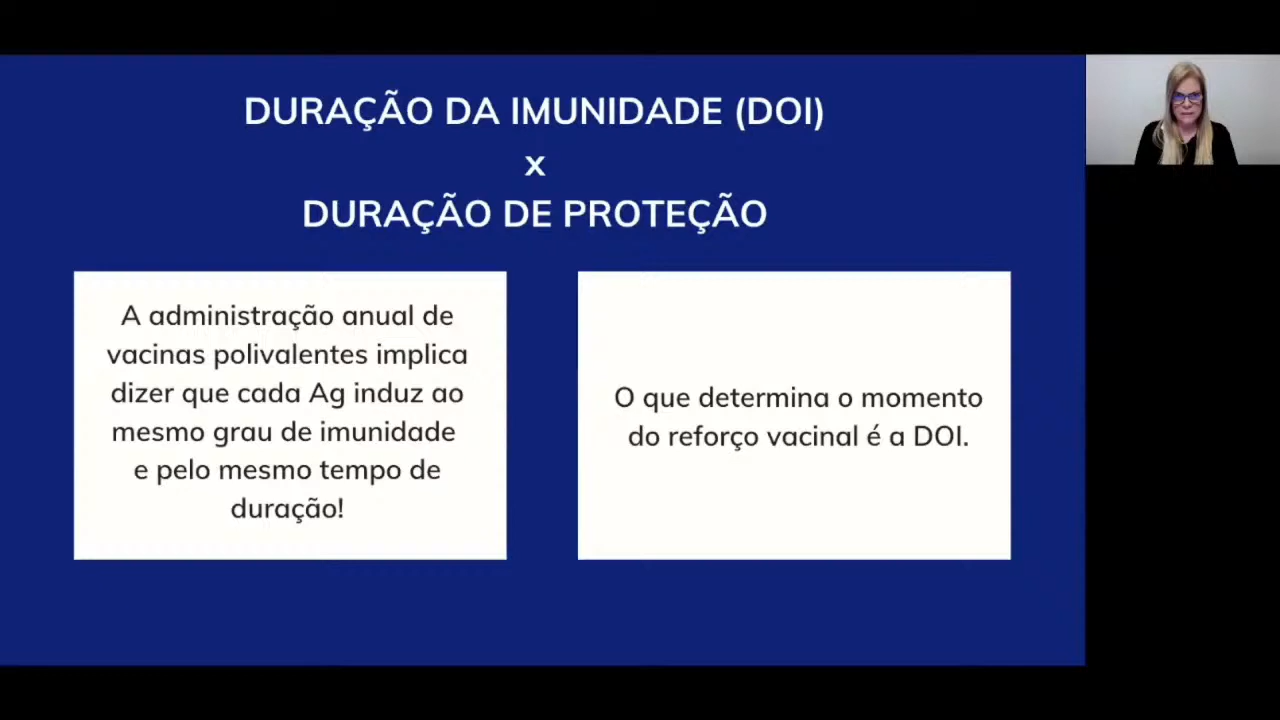 DURAÇÃO DA IMUNIDADE (DOI)
x
DURAÇÃO DE PROTEÇÃO
A administração anual de
vacinas polivalentes implica
dizer que cada Ag induz ao
mesmo grau de imunidade
e pelo mesmo tempo de
duração!
O que determina o momento
do reforço vacinal é a DOI.